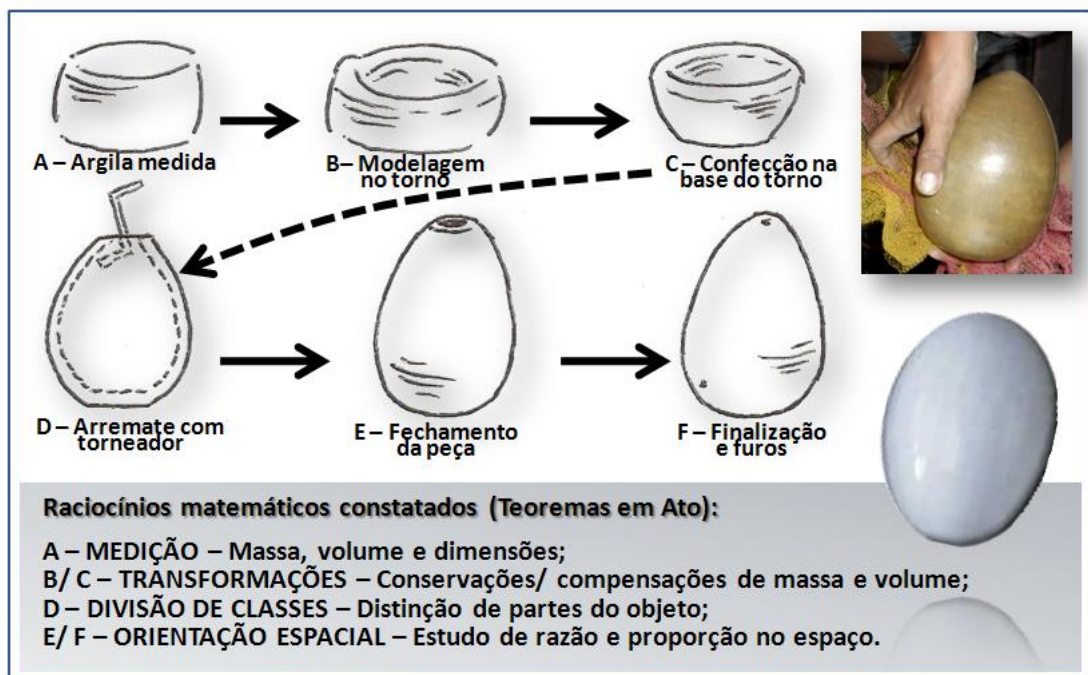 A – Argila medida
B– Modelagem
no torno
C – Confecção na
base do torno
D – Arremate com
torneador
E – Fechamento
da peça
F – Finalização
e furos
Raciocínios matemáticos constatados (Teoremas em Ato):
A – MEDIÇÃO – Massa, volume e dimensões;
B/ C – TRANSFORMAÇÕES – Conservações/ compensações de massa e volume;
D – DIVISÃO DE CLASSES – Distinção de partes do objeto;
E/ F – ORIENTAÇÃO ESPACIAL – Estudo de razão e proporção no espaço.